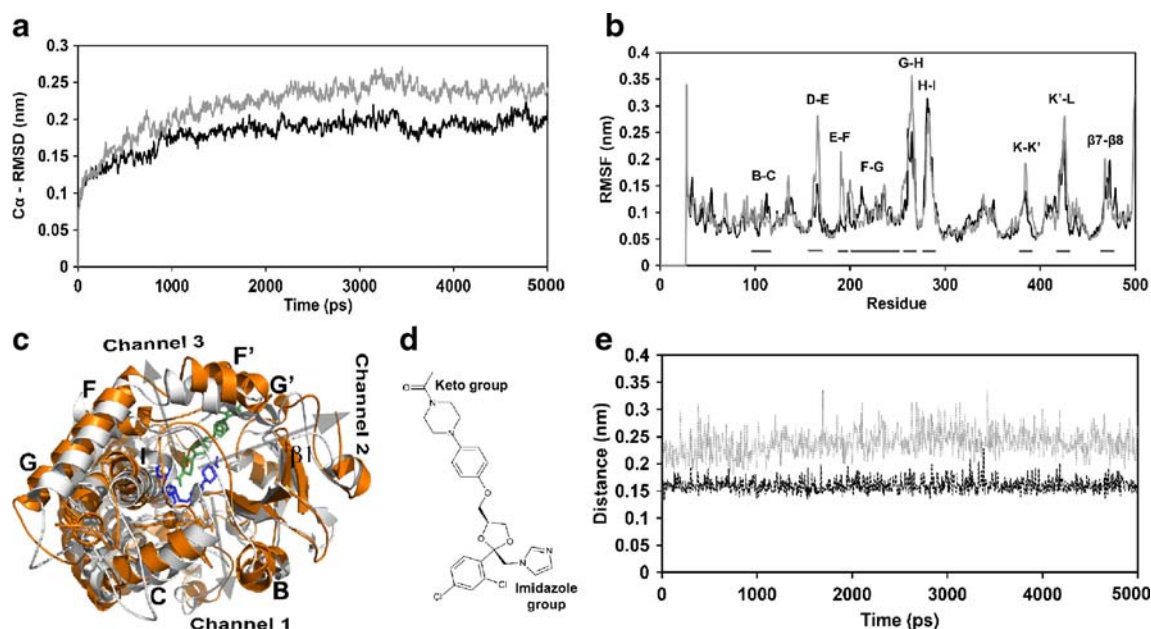 a
0.3
0.25
0.2
0.15
0.1
0.05
0
Cα - RMSD (nm)
0 1000 2000 3000 4000 5000
Time (ps)
b
0.4
0.35
0.3
0.25
0.2
0.15
0.1
0.05
0
RMSF (nm)
G-H
H-I
D-E
K'-L
E-F
K-K'
β7-β8
F-G
B-C
0 100 200 300 400 500
Residue
c
Channel 3
F'
G'
Channel 2
F
I
β1
G
C
B
Channel 1
d
O
Keto group
N
N
O
O
O
N
N
Cl
Cl
Imidazole
group
e
0.4
0.35
0.3
0.25
0.2
0.15
0.1
0.05
0
Distance (nm)
0 1000 2000 3000 4000 5000
Time (ps)